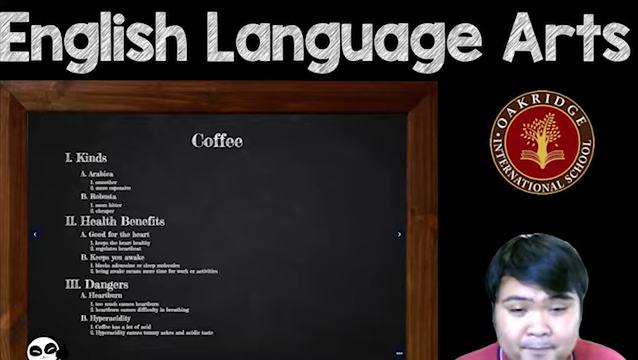 English Language Arts
OAKRIDGE
INTERNATIONAL SCHOOL
Coffee
I. Kinds
A. Arabica
1. smoother
2. more expensive
B. Robusta
1. more bitter
2. cheaper
II. Health Benefits
A. Good for the heart
1. keeps the heart healthy
2. regulates heartbeat
B. Keeps you awake
1. blocks adenosine or sleep molecules
2. being awake means more time for work or activities
III. Dangers
A. Heartburn
1. too much causes heartburn
2. heartburn causes difficulty in breathing
B. Hyperacidity
1. Coffee has a lot of acid
2. Hyperacidity causes tummy aches and acidic taste